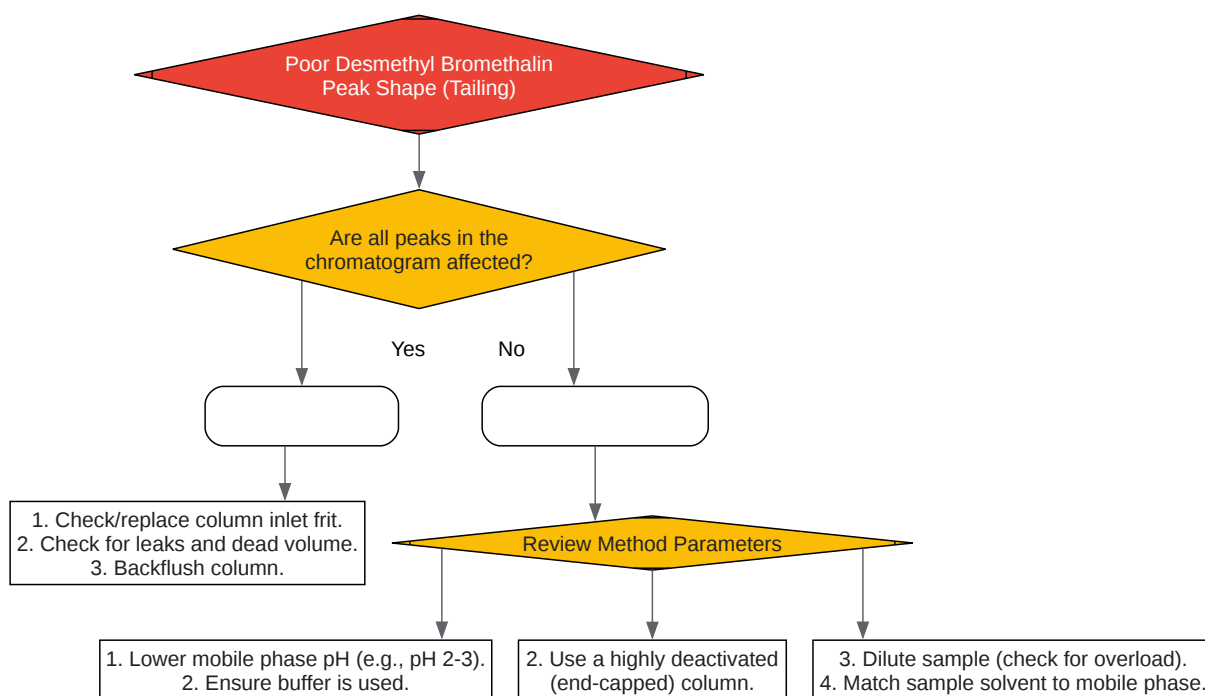 Poor Desmethyl Bromethalin
Peak Shape (Tailing)
Are all peaks in the
chromatogram affected?
Yes
No
1. Check/replace column inlet frit.
2. Check for leaks and dead volume.
3. Backflush column.
Review Method Parameters
1. Lower mobile phase pH (e.g., pH 2-3).
2. Ensure buffer is used.
2. Use a highly deactivated
(end-capped) column.
3. Dilute sample (check for overload).
4. Match sample solvent to mobile phase.